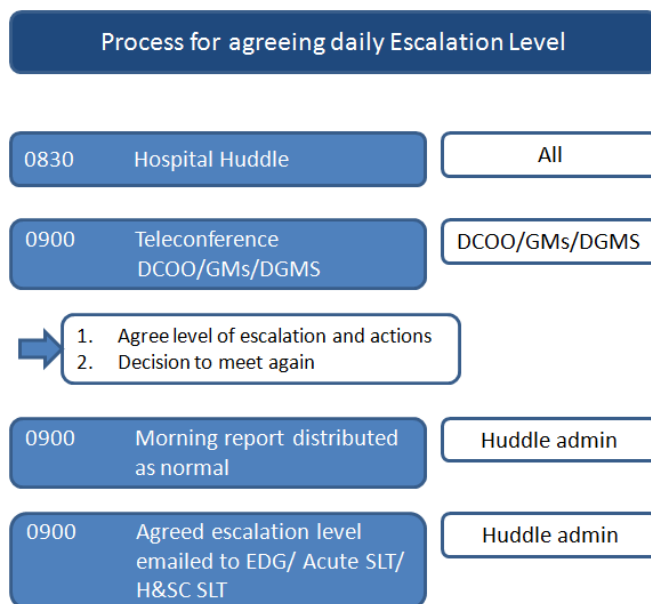 Process for agreeing daily Escalation Level
0830 Hospital Huddle
All
0900 Teleconference
DCOO/GMs/DGMS
DCOO/GMs/DGMS
1. Agree level of escalation and actions
2. Decision to meet again
0900 Morning report distributed
as normal
Huddle admin
0900 Agreed escalation level
emailed to EDG/ Acute SLT/
H&SC SLT
Huddle admin